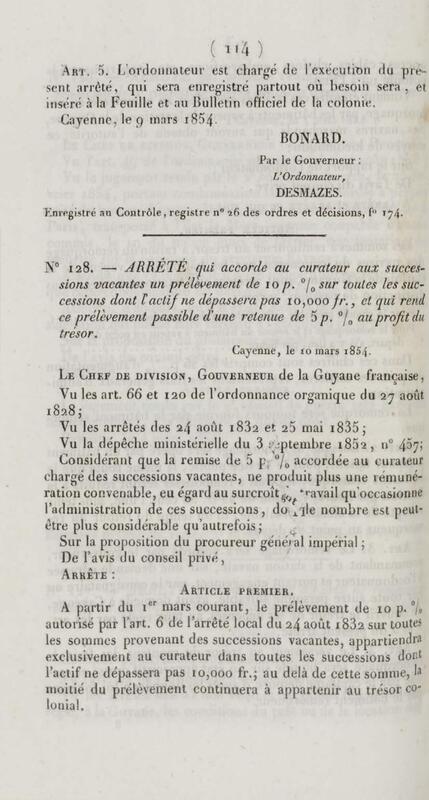 ( 114 )
ART. 5. L'ordonnateur est chargé de l'exécution du pré-
sent arrêté, qui sera enregistré partout où besoin sera, et
inséré à la Feuille et au Bulletin officiel de la colonie.
Cayenne, le 9 mars 1854.
BONARD.
Par le Gouverneur :
L'Ordonnateur,
DESMAZES.
Enregistré au Contrôle, registre n° 26 des ordres et décisions, f° 174.
N° 128. — ARRÊTÉ qui accorde au curateur aux succes-
sions vacantes un prélèvement de 10 p. % sur toutes les suc-
cessions dont l'actif ne dépassera pas 10,000 fr., et qui rend
ce prélèvement passible d'une retenue de 5 p. % au profit du
tresor.
Cayenne, le 10 mars 1854.
LE CHEF DE DIVISION, GOUVERNEUR de la Guyane française,
Vu les art. 66 et 120 de l'ordonnance organique du 27 août
1828;
Vu les arrêtés des 24 août 1832 et 25 mai 1835;
Vu la dépêche ministérielle du 3 septembre 1852, n° 457;
Considérant que la remise de 5 p. % accordée au curateur
chargé des successions vacantes, ne produit plus une rémuné-
ration convenable, eu égard au surcroît travail qu'occasionne
l'administration de ces successions, do le nombre est peut-
être plus considérable qu'autrefois;
Sur la proposition du procureur général impérial;
De l'avis du conseil privé,
ARRÊTE :
ARTICLE PREMIER.
A partir du 1er mars courant, le prélèvement de 10 p. %
autorisé par l'art. 6 de l'arrêté local du 24 août 1832 sur toutes
les sommes provenant des successions vacantes, appartiendra
exclusivement au curateur dans toutes les successions dont
l'actif ne dépassera pas 10,000 fr.; au delà de cette somme, la
moitié du prélèvement continuera à appartenir au trésor co-
lonial.